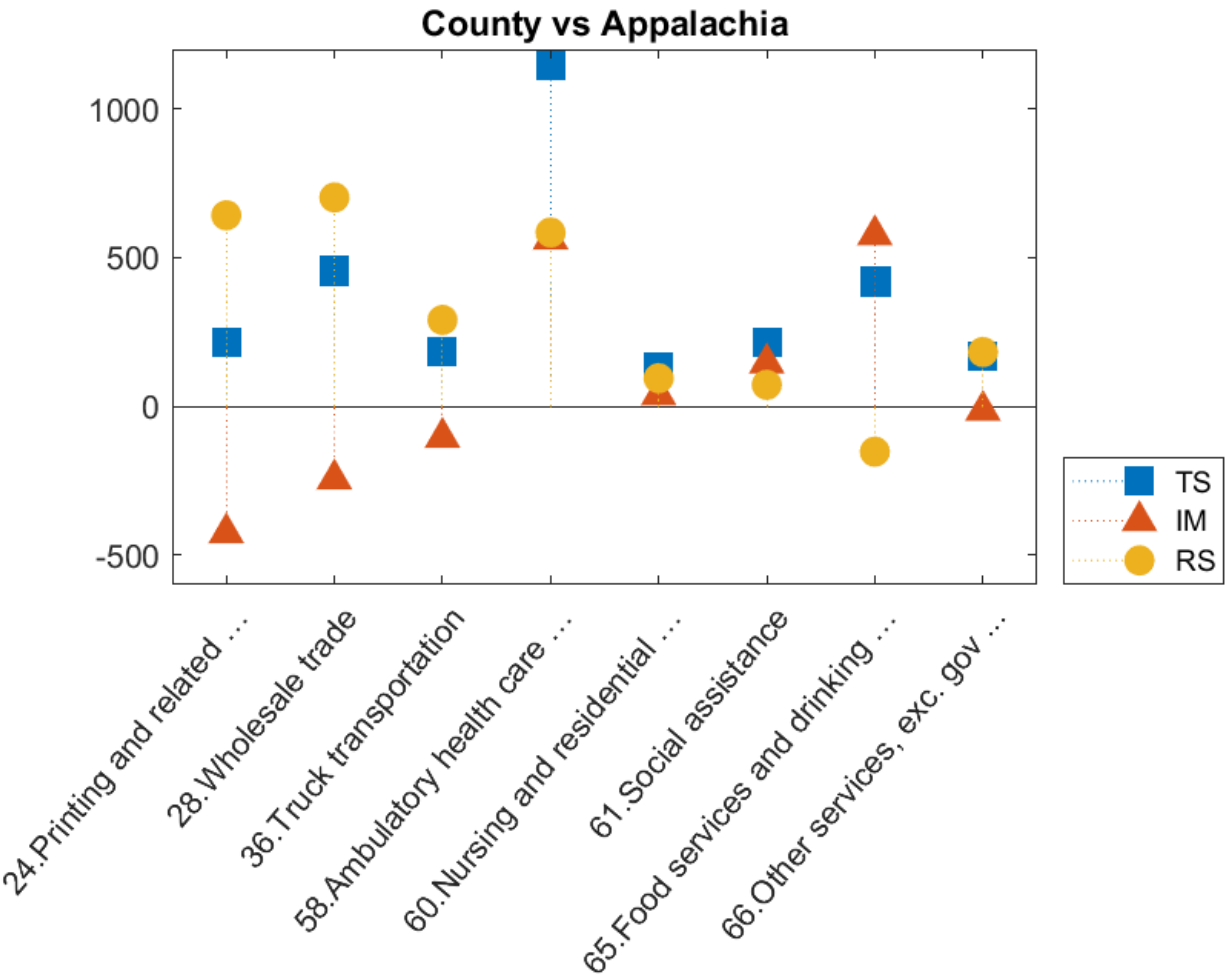 County vs Appalachia
1000
500
0
-500
TS
IM
RS
24.Printing and related ...
28.Wholesale trade
36.Truck transportation
58.Ambulatory health care ...
60.Nursing and residential ...
61.Social assistance
65.Food services and drinking ...
66.Other services, exc. gov ...